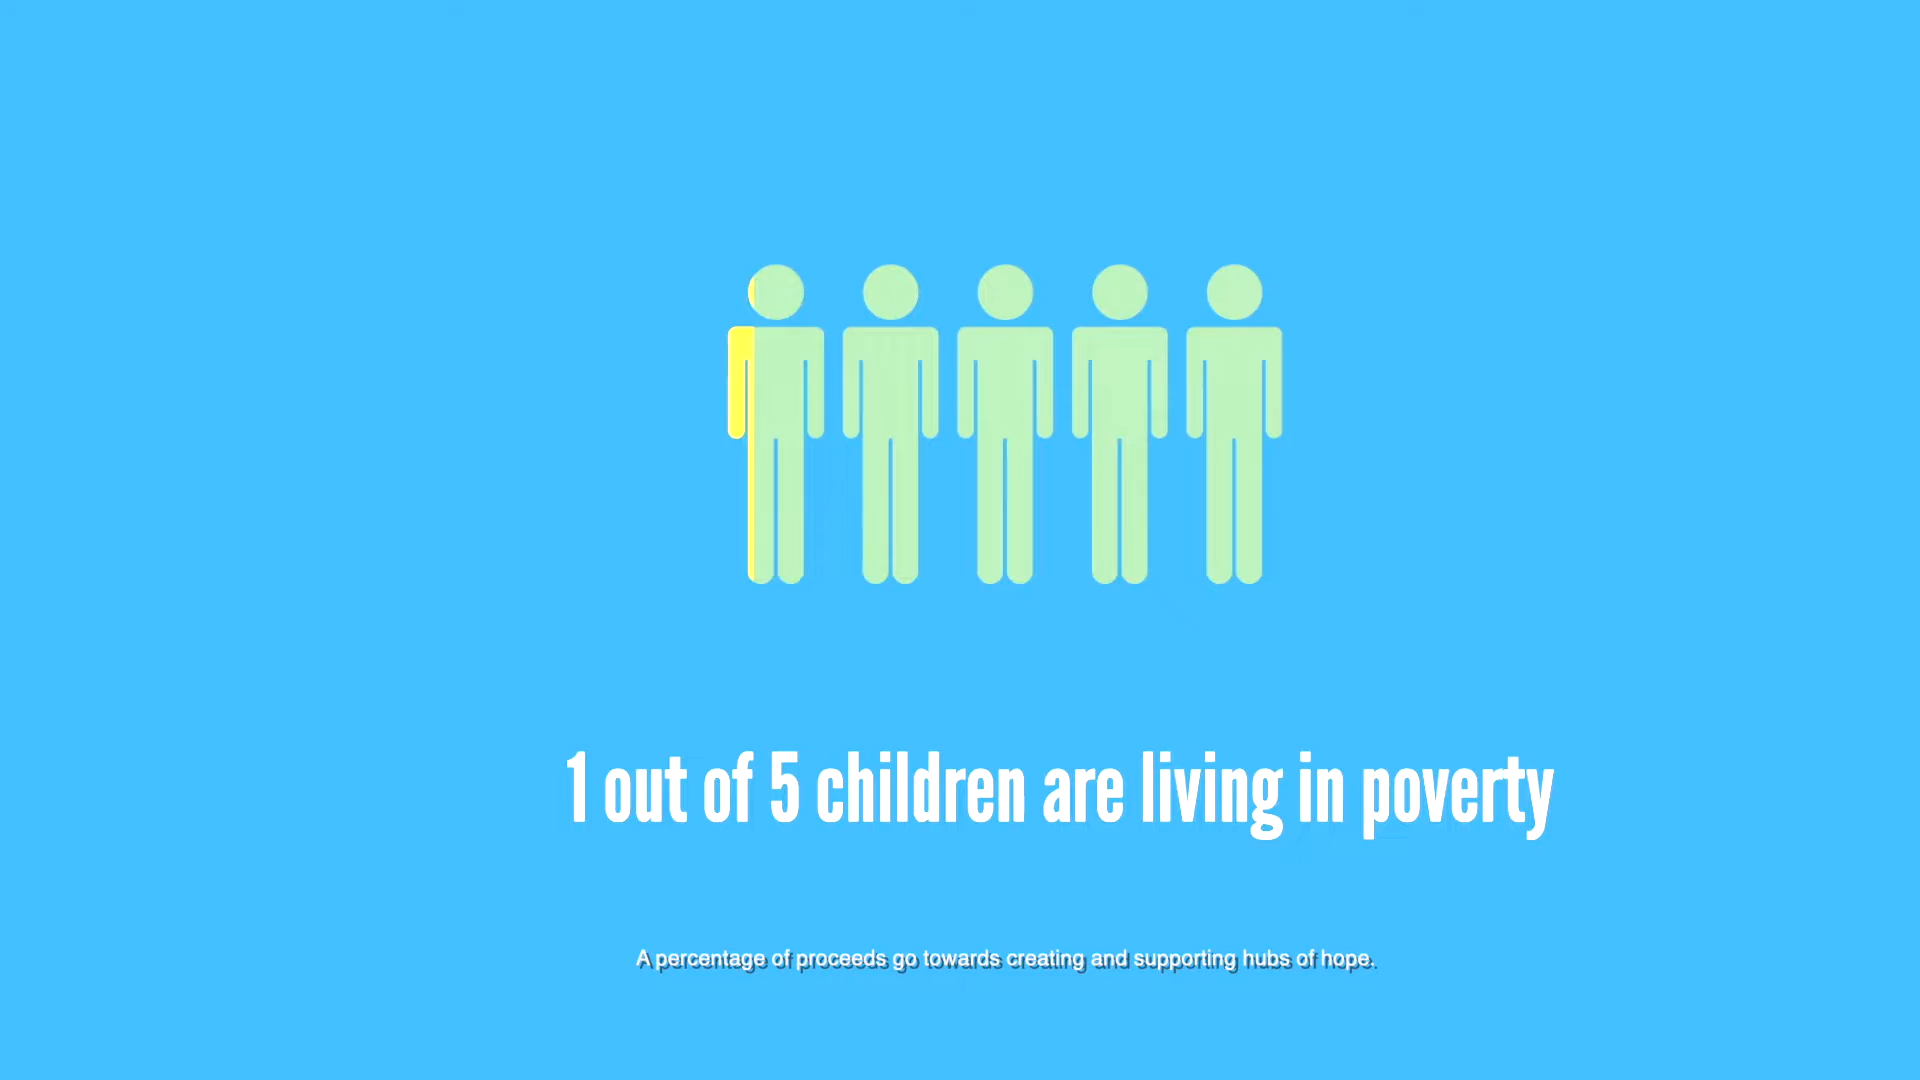 1 out of 5 children are living in poverty
A percentage of proceeds go towards creating and supporting hubs of hope.